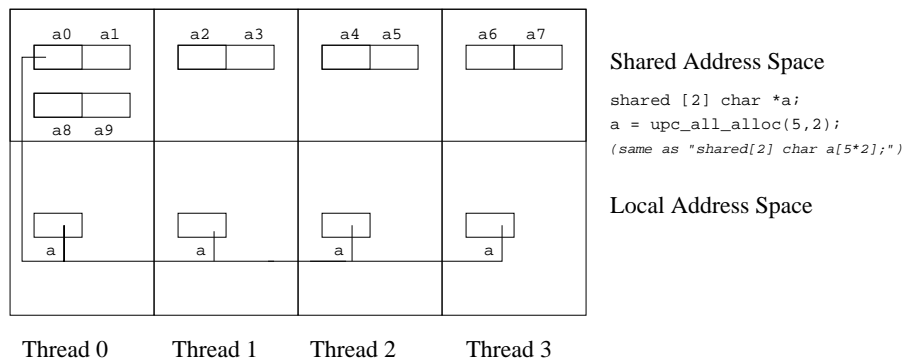 a0 a1 a2 a3 a4 a5 a6 a7
a8 a9
Shared Address Space
shared [2] char *a;
a = upc_all_alloc(5,2);
(same as "shared[2] char a[5*2];")
Local Address Space
a a a a
Thread 0 Thread 1 Thread 2 Thread 3